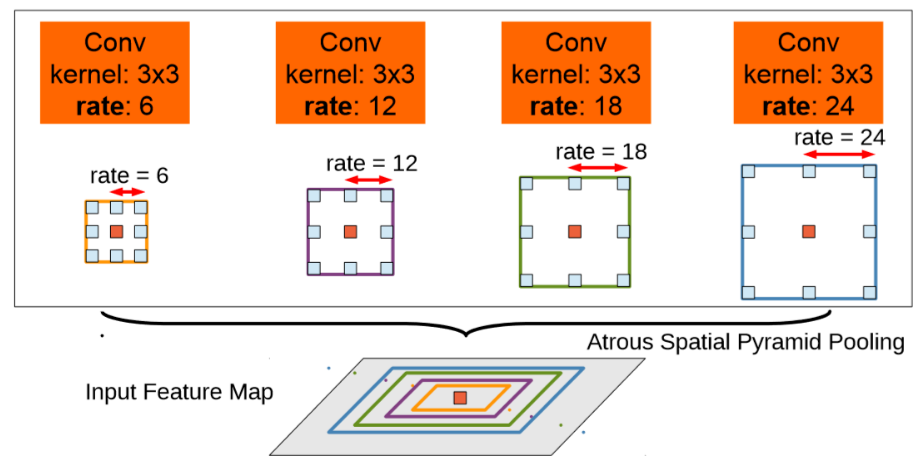 Conv
kernel: 3x3
rate: 6
Conv
kernel: 3x3
rate: 12
Conv
kernel: 3x3
rate: 18
Conv
kernel: 3x3
rate: 24
rate = 6
rate = 12
rate = 18
rate = 24
Atrous Spatial Pyramid Pooling
Input Feature Map